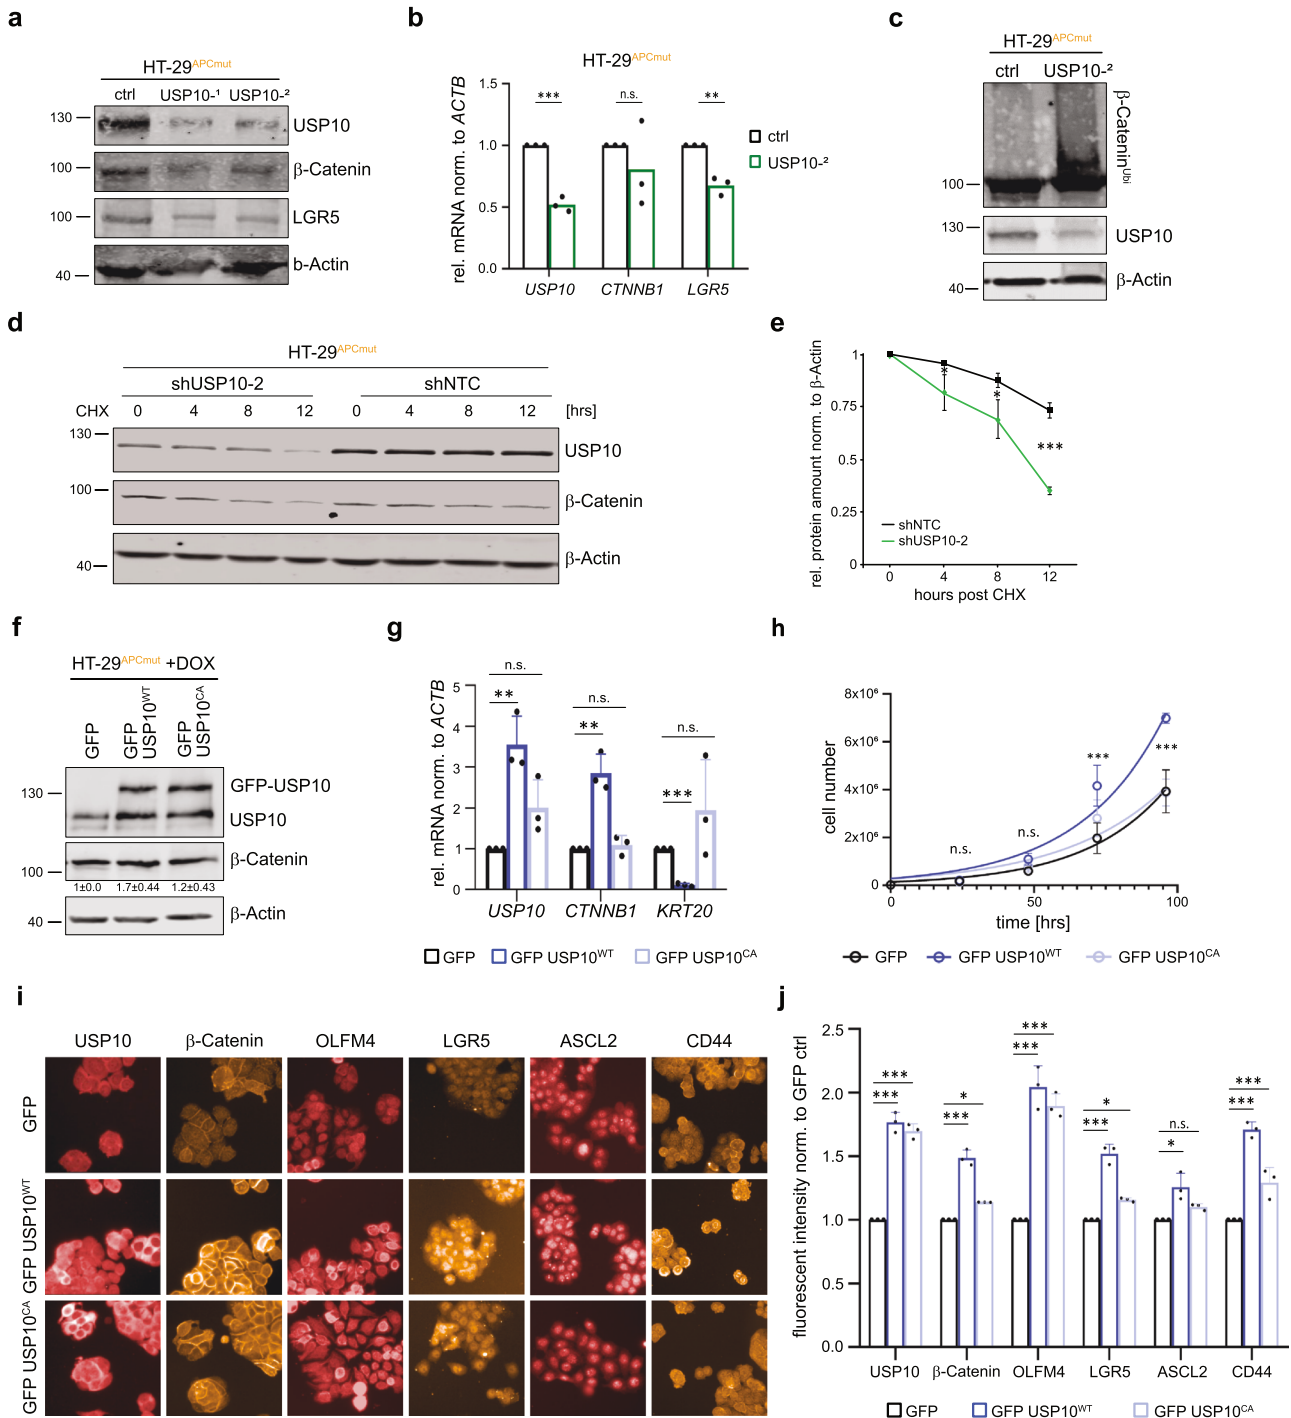 a
HT-29APCmut
ctrl USP10-¹ USP10-²
130
USP10
100
β-Catenin
100
LGR5
40
b-Actin
b
HT-29APCmut
rel. mRNA norm. to ACTB
1.5
1.0
0.5
0.0
*** n.s. **
ctrl
USP10-²
USP10 CTNNB1 LGR5
c
HT-29APCmut
ctrl USP10-²
100
β-CateninUbi
130
USP10
40
β-Actin
d
HT-29APCmut
shUSP10-2 shNTC
CHX 0 4 8 12 0 4 8 12 [hrs]
130
USP10
100
β-Catenin
40
β-Actin
e
rel. protein amount norm. to β-Actin
1
0.75
0.5
0.25
0
*
*
***
shNTC
shUSP10-2
0 4 8 12
hours post CHX
f
HT-29APCmut +DOX
GFP
GFP USP10WT
GFP USP10CA
130
GFP-USP10
USP10
100
β-Catenin
1±0.0 1.7±0.44 1.2±0.43
40
β-Actin
g
rel. mRNA norm. to ACTB
5
4
3
2
1
0
n.s.
**
n.s.
**
n.s.
***
USP10 CTNNB1 KRT20
GFP GFP USP10WT GFP USP10CA
h
cell number
8x10⁶
6x10⁶
4x10⁶
2x10⁶
0
n.s.
n.s.
***
***
0 50 100
time [hrs]
GFP GFP USP10WT GFP USP10CA
i
USP10 β-Catenin OLFM4 LGR5 ASCL2 CD44
GFP
GFP USP10WT
GFP USP10CA
j
fluorescent intensity norm. to GFP ctrl
2.5
2.0
1.5
1.0
0.5
0.0
***
***
*
***
***
***
*
***
n.s.
*
***
***
USP10 β-Catenin OLFM4 LGR5 ASCL2 CD44
GFP GFP USP10WT GFP USP10CA